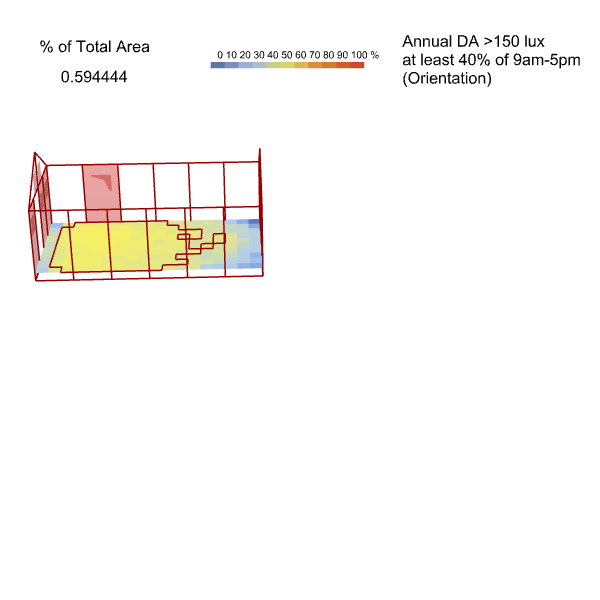 % of Total Area
0.594444
0 10 20 30 40 50 60 70 80 90 100 %
Annual DA >150 lux
at least 40% of 9am-5pm
(Orientation)